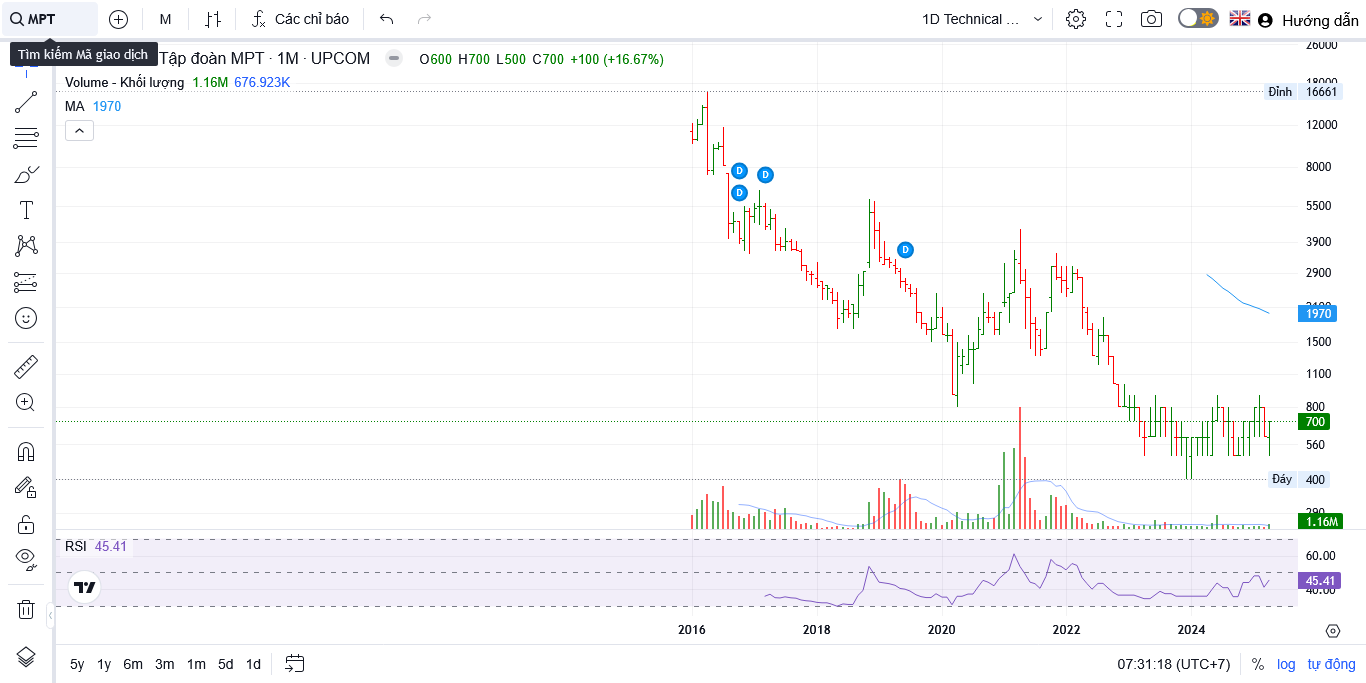 MPT
M
Các chỉ báo
1D Technical ...
Hướng dẫn
Tìm kiếm Mã giao dịch
Tập đoàn MPT · 1M · UPCOM
O600 H700 L500 C700 +100 (+16.67%)
Volume - Khối lượng 1.16M 676.923K
MA 1970
26000
18000
Đỉnh 16661
12000
8000
5500
3900
2900
2100
1970
1500
1100
800
700
560
Đáy 400
290
1.16M
D
D
D
D
RSI 45.41
60.00
45.41
40.00
2016 2018 2020 2022 2024
5y 1y 6m 3m 1m 5d 1d
07:31:18 (UTC+7) % log tự động